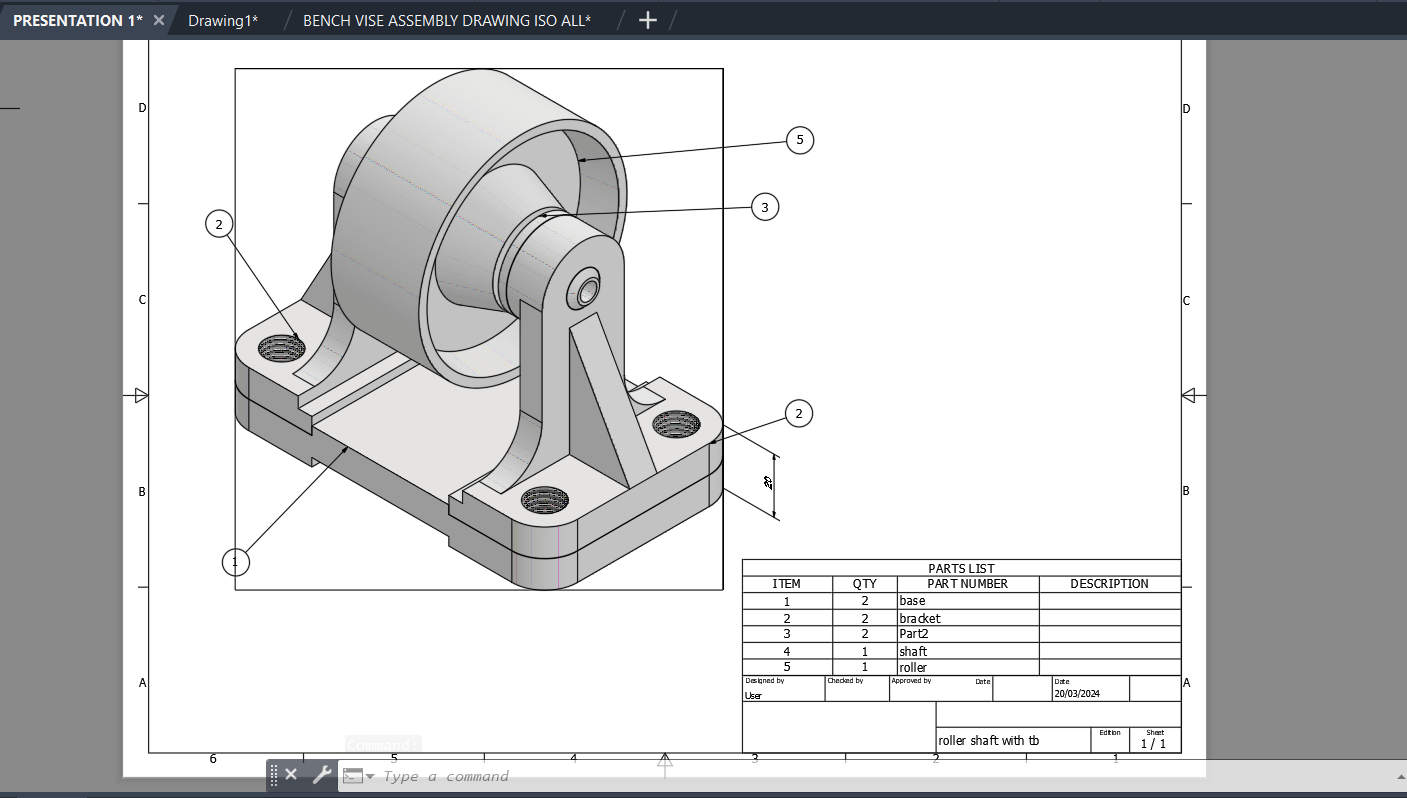 PRESENTATION 1* Drawing1* BENCH VISE ASSEMBLY DRAWING ISO ALL*
D D
5
3
2
C C
2
B B
1
PARTS LIST
ITEM QTY PART NUMBER DESCRIPTION
1 2 base
2 2 bracket
3 2 Part2
4 1 shaft
5 1 roller
A A
Designed by Checked by Approved by Date Date
User 20/03/2024
Edition Sheet
roller shaft with tb 1 / 1
Command:
6 5 4 3 2 1
Type a command